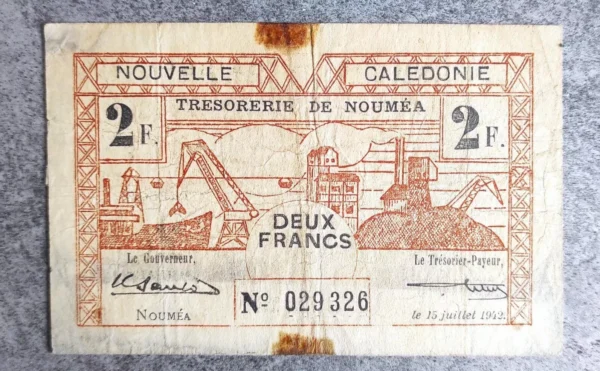 NOUVELLE CALEDONIE
TRESORERIE DE NOUMÉA
2F. 2F.
DEUX
FRANCS
Le Gouverneur, Le Trésorier-Payeur,
Nº 029326
NOUMÉA le 15 juillet 1942.